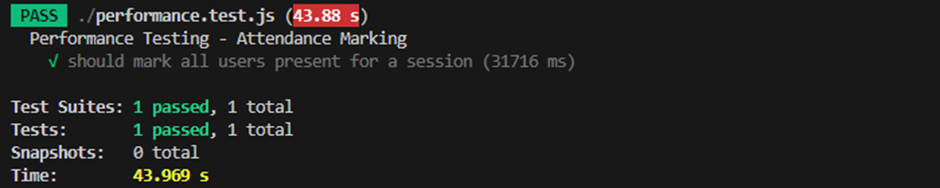 PASS ./performance.test.js (43.88 s)
Performance Testing - Attendance Marking
√ should mark all users present for a session (31716 ms)
Test Suites: 1 passed, 1 total
Tests: 1 passed, 1 total
Snapshots: 0 total
Time: 43.969 s